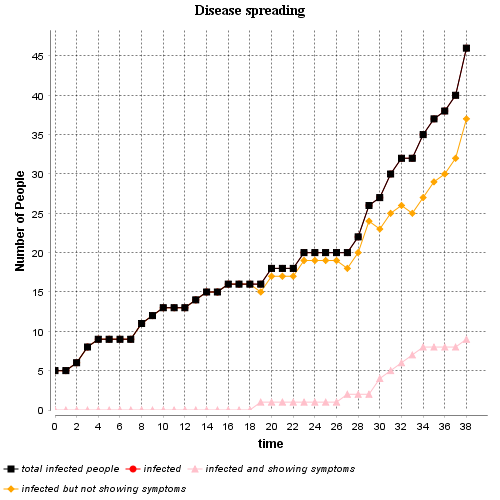 Disease spreading
Number of People
45
40
35
30
25
20
15
10
5
0
0 2 4 6 8 10 12 14 16 18 20 22 24 26 28 30 32 34 36 38
time
total infected people infected infected and showing symptoms
infected but not showing symptoms